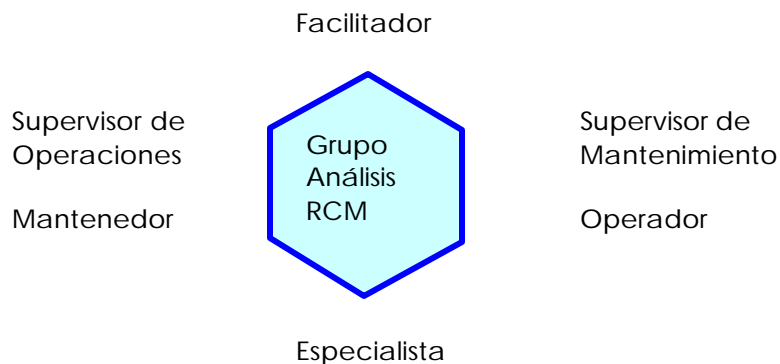 Facilitador
Supervisor de
Operaciones
Mantenedor
Grupo
Análisis
RCM
Supervisor de
Mantenimiento
Operador
Especialista